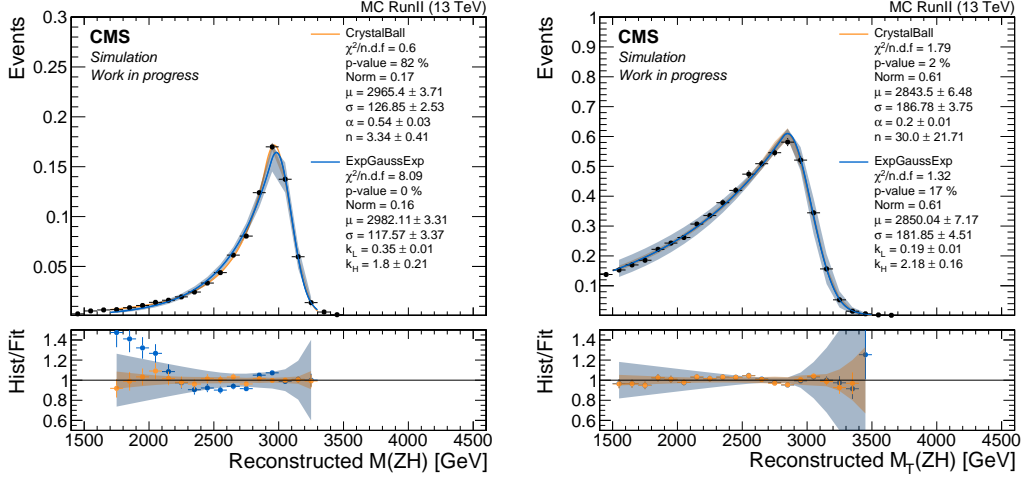 MC RunII (13 TeV)
Events
CMS
Simulation
Work in progress
CrystalBall
χ²/n.d.f = 0.6
p-value = 82 %
Norm = 0.17
μ = 2965.4 ± 3.71
σ = 126.85 ± 2.53
α = 0.54 ± 0.03
n = 3.34 ± 0.41
ExpGaussExp
χ²/n.d.f = 8.09
p-value = 0 %
Norm = 0.16
μ = 2982.11 ± 3.31
σ = 117.57 ± 3.37
k_L = 0.35 ± 0.01
k_H = 1.8 ± 0.21
0.3
0.25
0.2
0.15
0.1
0.05
Hist/Fit
1.4
1.2
1
0.8
0.6
1500 2000 2500 3000 3500 4000 4500
Reconstructed M(ZH) [GeV]
MC RunII (13 TeV)
Events
CMS
Simulation
Work in progress
CrystalBall
χ²/n.d.f = 1.79
p-value = 2 %
Norm = 0.61
μ = 2843.5 ± 6.48
σ = 186.78 ± 3.75
α = 0.2 ± 0.01
n = 30.0 ± 21.71
ExpGaussExp
χ²/n.d.f = 1.32
p-value = 17 %
Norm = 0.61
μ = 2850.04 ± 7.17
σ = 181.85 ± 4.51
k_L = 0.19 ± 0.01
k_H = 2.18 ± 0.16
1
0.9
0.8
0.7
0.6
0.5
0.4
0.3
0.2
0.1
Hist/Fit
1.4
1.2
1
0.8
0.6
1500 2000 2500 3000 3500 4000 4500
Reconstructed M_T(ZH) [GeV]